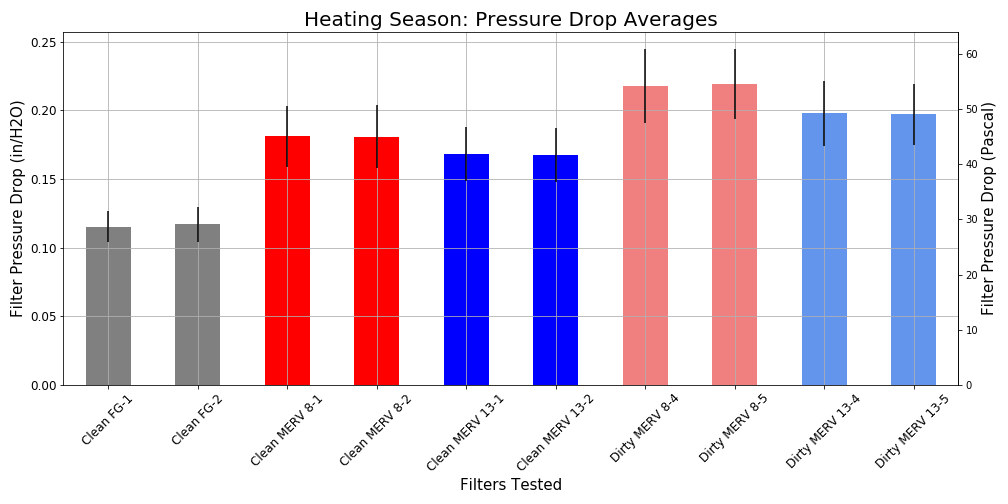 Heating Season: Pressure Drop Averages
Filter Pressure Drop (in/H2O)
0.25
0.20
0.15
0.10
0.05
0.00
60
50
40
30
20
10
0
Filter Pressure Drop (Pascal)
Clean FG-1
Clean FG-2
Clean MERV 8-1
Clean MERV 8-2
Clean MERV 13-1
Clean MERV 13-2
Dirty MERV 8-4
Dirty MERV 8-5
Dirty MERV 13-4
Dirty MERV 13-5
Filters Tested